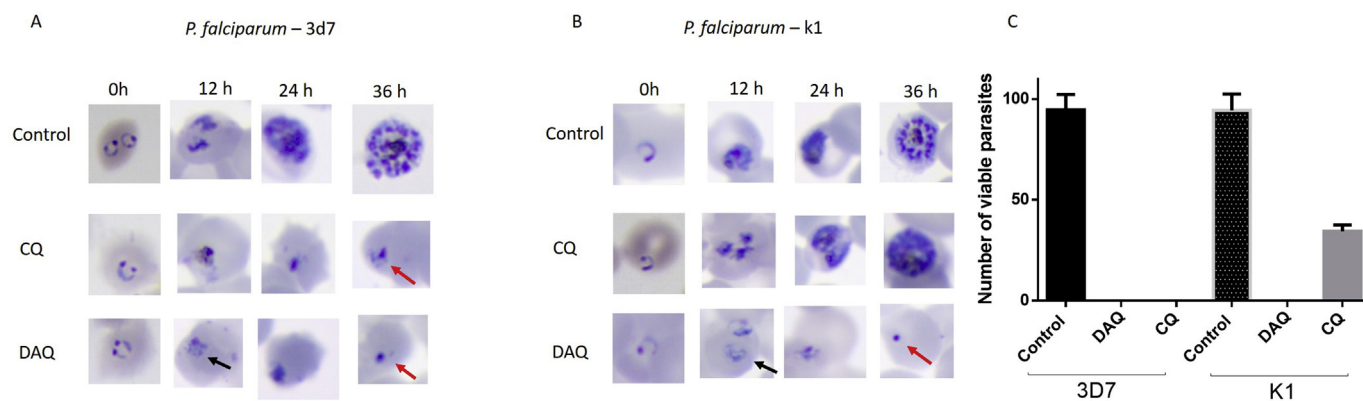 A
P. falciparum – 3d7
0h 12 h 24 h 36 h
Control
CQ
DAQ
B
P. falciparum – k1
0h 12 h 24 h 36 h
Control
CQ
DAQ
C
Number of viable parasites
100
50
0
Control DAQ CQ Control DAQ CQ
3D7 K1